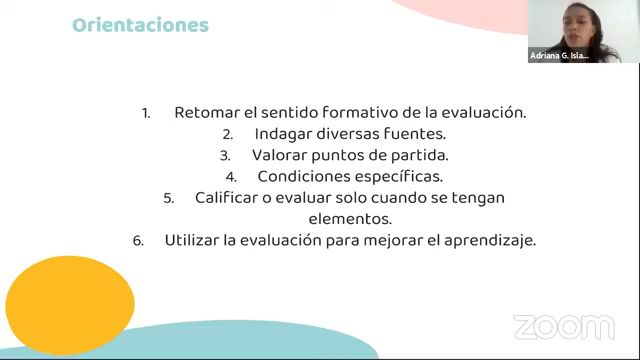 Orientaciones
Adriana G. Isla...
1. Retomar el sentido formativo de la evaluación.
2. Indagar diversas fuentes.
3. Valorar puntos de partida.
4. Condiciones específicas.
5. Calificar o evaluar solo cuando se tengan
elementos.
6. Utilizar la evaluación para mejorar el aprendizaje.
zoom